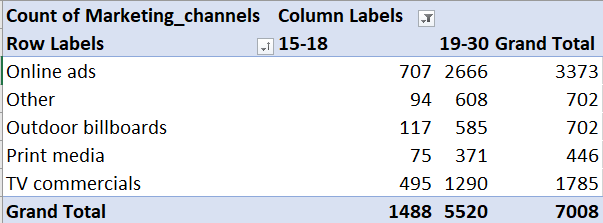 Count of Marketing_channels Column Labels
Row Labels 15-18 19-30 Grand Total
Online ads 707 2666 3373
Other 94 608 702
Outdoor billboards 117 585 702
Print media 75 371 446
TV commercials 495 1290 1785
Grand Total 1488 5520 7008